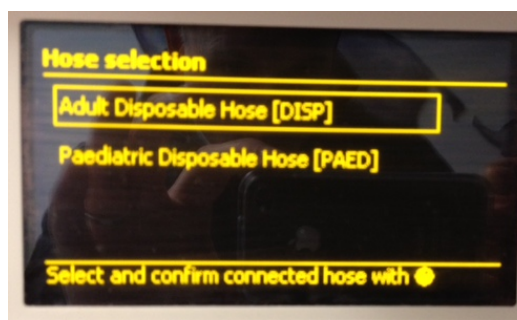 Hose selection
Adult Disposable Hose [DISP]
Paediatric Disposable Hose [PAED]
Select and confirm connected hose with